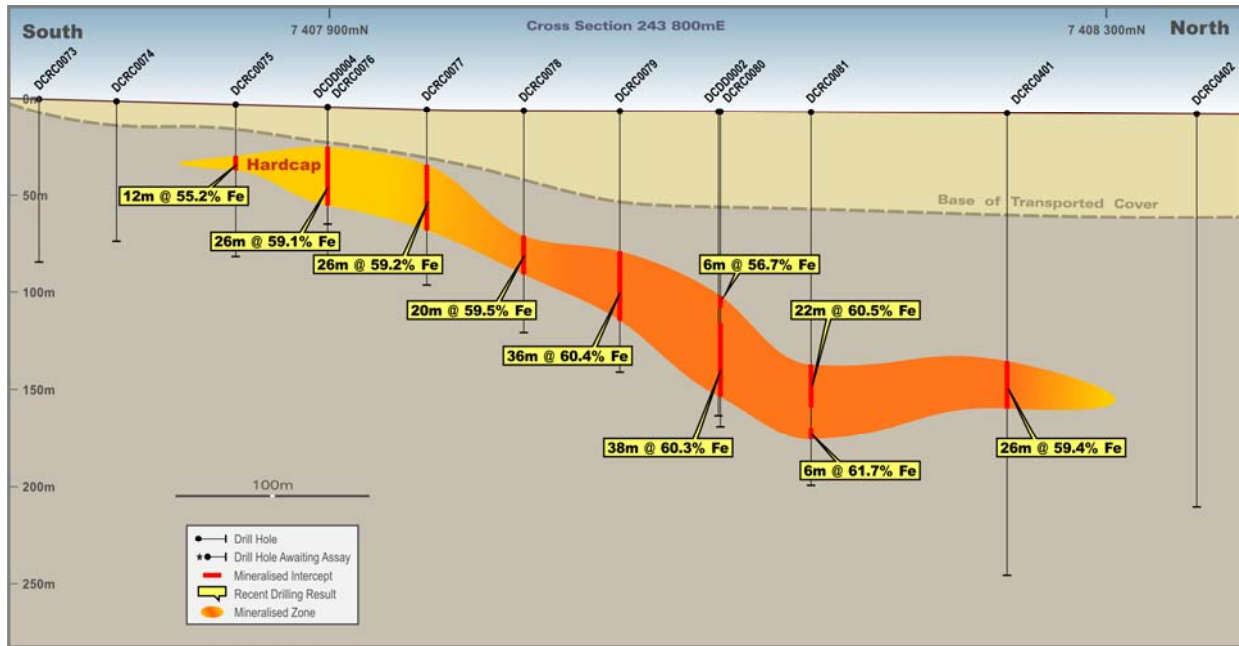 South
7 407 900mN
Cross Section 243 800mE
7 408 300mN
North
DCRC0073
DCRC0074
DCRC0075
DCDD0004
DCRC0076
DCRC0077
DCRC0078
DCRC0079
DCDD0002
DCRC0080
DCRC0081
DCRC0401
DCRC0402
0m
Hardcap
12m @ 55.2% Fe
50m
Base of Transported Cover
26m @ 59.1% Fe
26m @ 59.2% Fe
6m @ 56.7% Fe
100m
20m @ 59.5% Fe
22m @ 60.5% Fe
36m @ 60.4% Fe
150m
38m @ 60.3% Fe
26m @ 59.4% Fe
6m @ 61.7% Fe
200m
100m
Drill Hole
Drill Hole Awaiting Assay
Mineralised Intercept
Recent Drilling Result
Mineralised Zone
250m